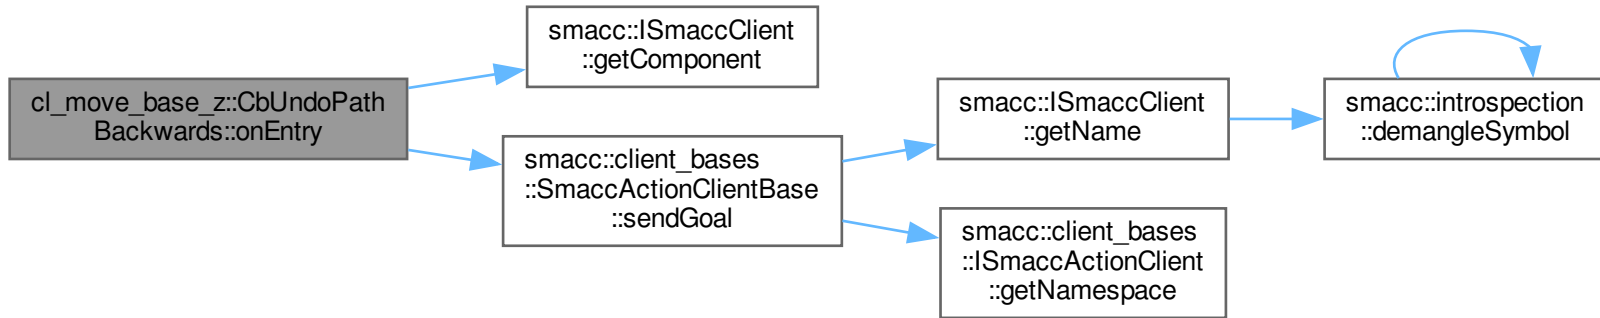 cl_move_base_z::CbUndoPath
Backwards::onEntry
smacc::ISmaccClient
::getComponent
smacc::client_bases
::SmaccActionClientBase
::sendGoal
smacc::ISmaccClient
::getName
smacc::client_bases
::ISmaccActionClient
::getNamespace
smacc::introspection
::demangleSymbol